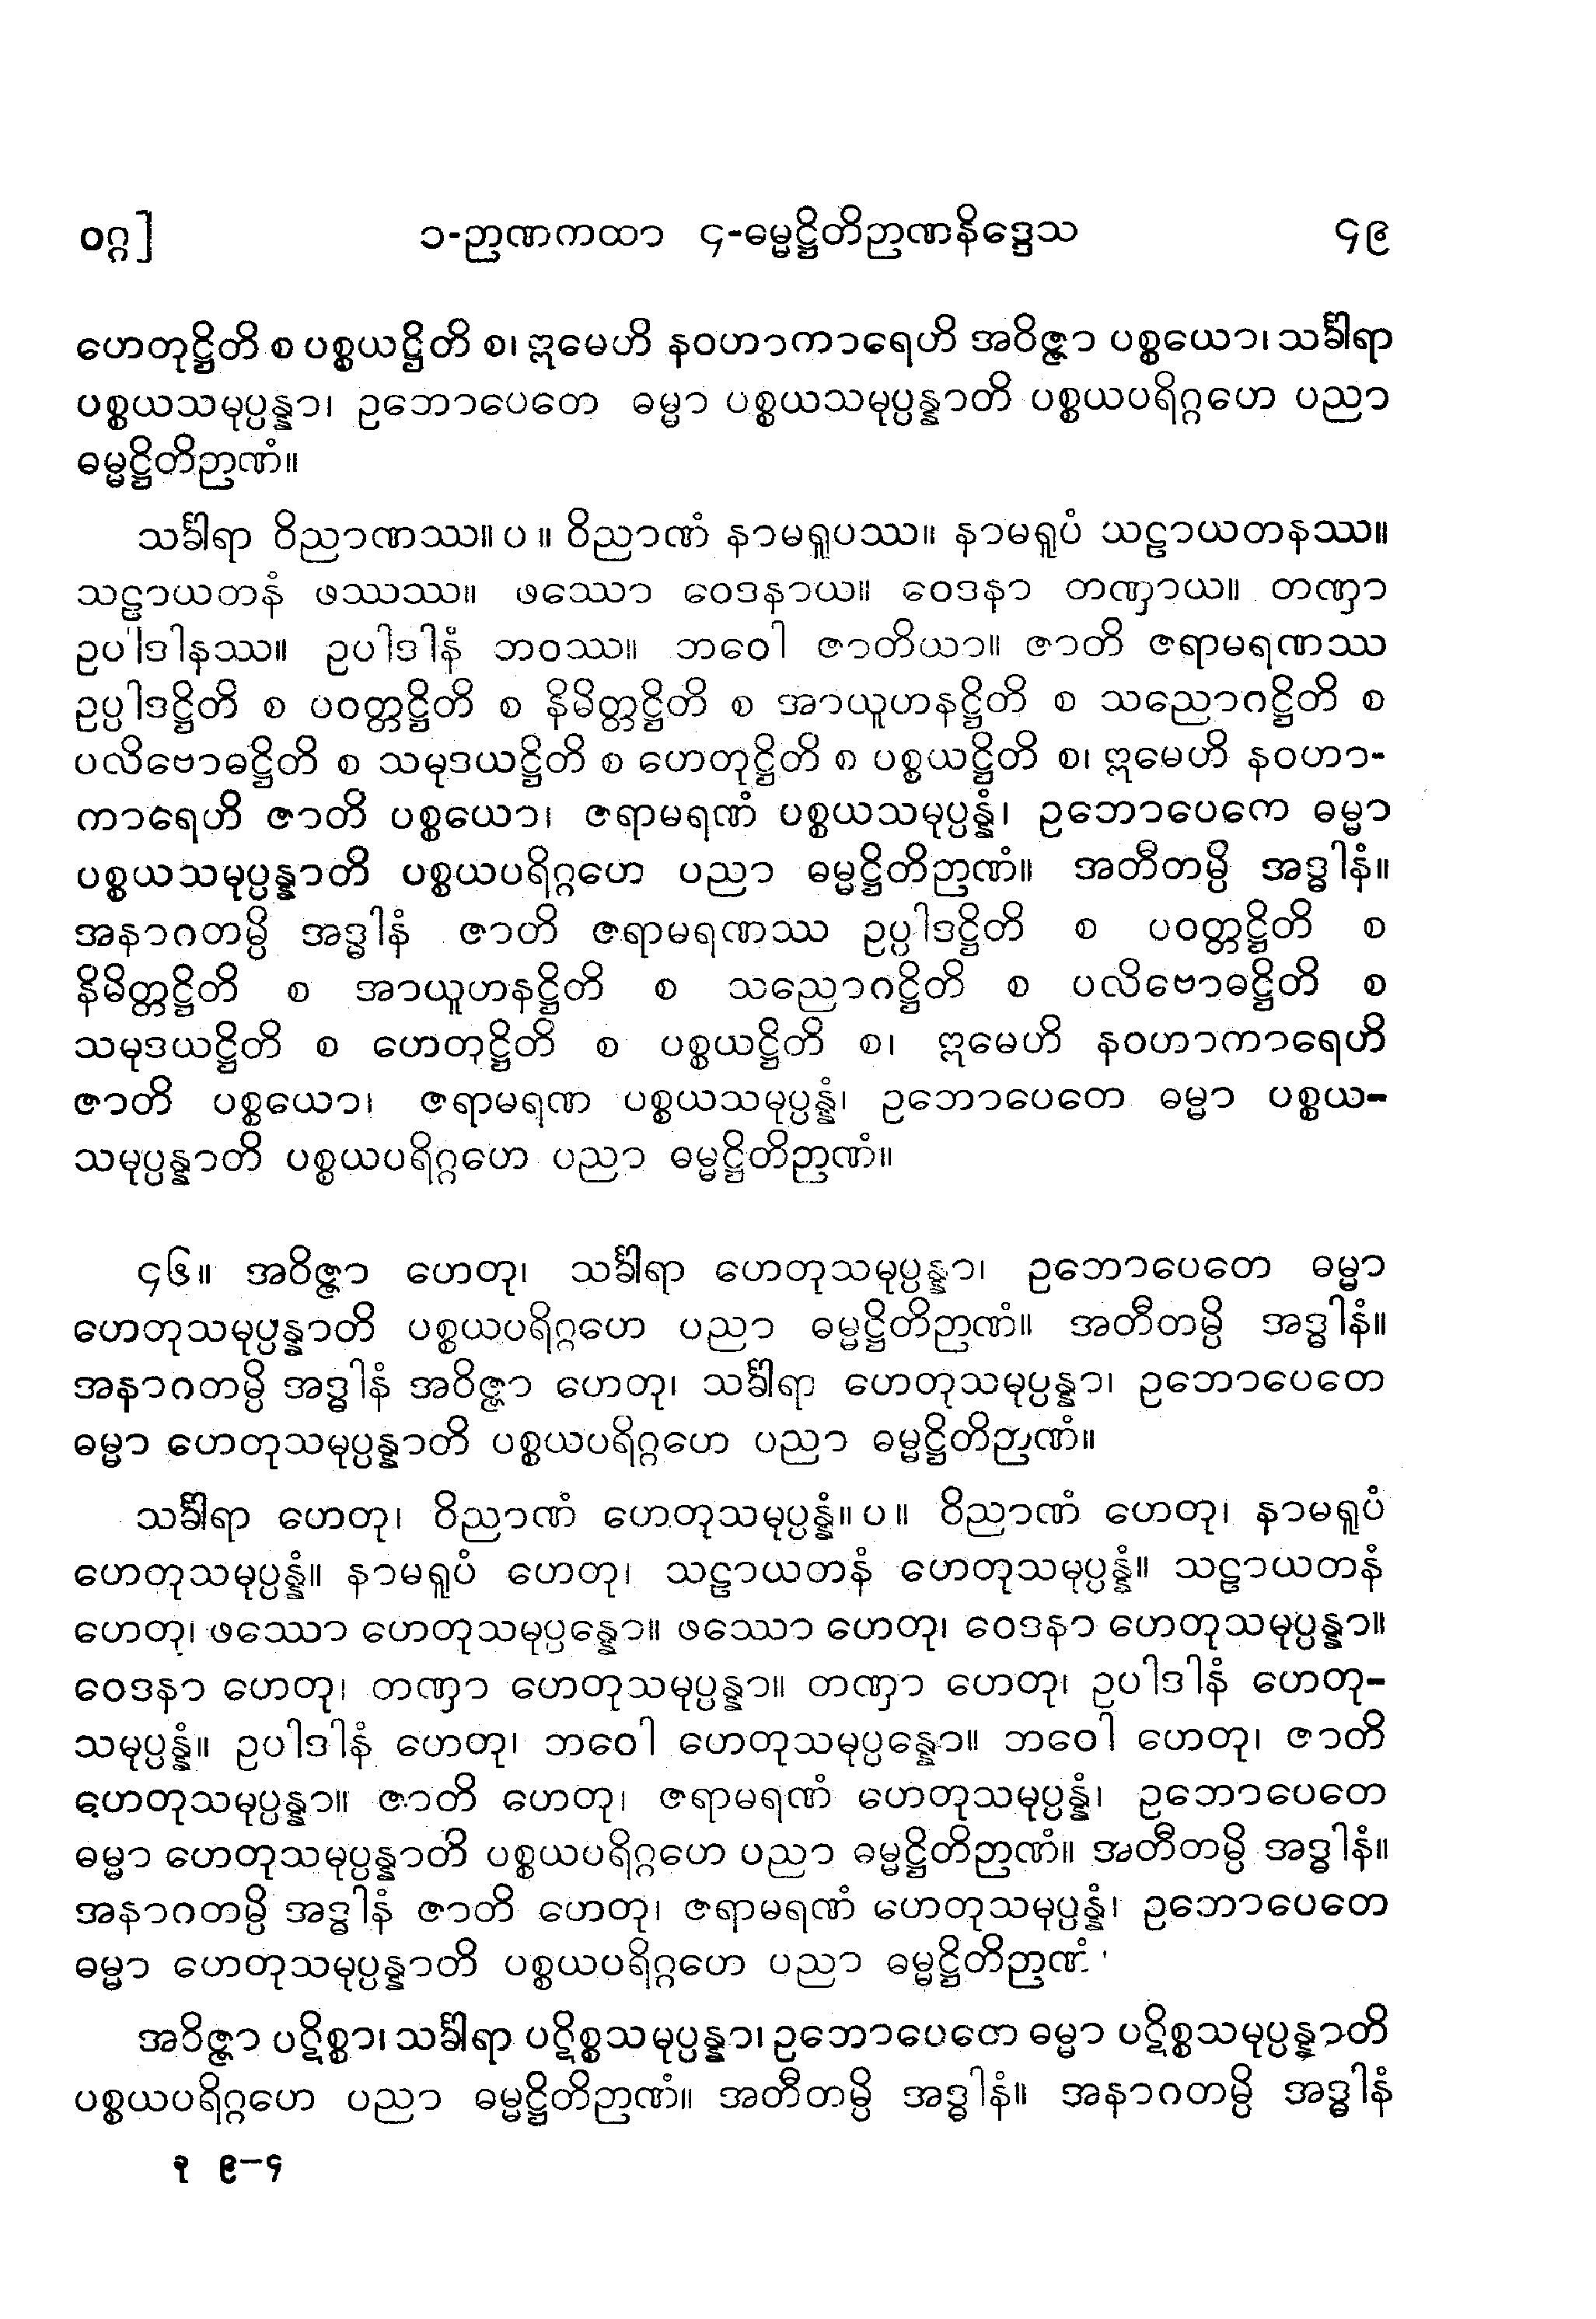 ဝဂ္ဂ] ၁-ဉာဏကထာ ၄-ဓမ္မဋ္ဌိတိဉာဏနိဒ္ဒေသ ၄၉
ဟေတုဋ္ဌိတိ စ ပစ္စယဋ္ဌိတိ စ၊ ဣမေဟိ နဝဟာကာရေဟိ အဝိဇ္ဇာ ပစ္စယော၊ သင်္ခါရာ
ပစ္စယသမုပ္ပန္နာ၊ ဥဘောပေတေ ဓမ္မာ ပစ္စယသမုပ္ပန္နာတိ ပစ္စယပရိဂ္ဂဟေ ပညာ
ဓမ္မဋ္ဌိတိဉာဏံ။
သင်္ခါရာ ဝိညာဏဿ။ ပ ။ ဝိညာဏံ နာမရူပဿ။ နာမရူပံ သဠာယတနဿ။
သဠာယတနံ ဖဿဿ။ ဖဿော ဝေဒနာယ။ ဝေဒနာ တဏှာယ။ တဏှာ
ဥပါဒါနဿ။ ဥပါဒါနံ ဘဝဿ။ ဘဝေါ ဇာတိယာ။ ဇာတိ ဇရာမရဏဿ
ဥပ္ပါဒဋ္ဌိတိ စ ပဝတ္တဋ္ဌိတိ စ နိမိတ္တဋ္ဌိတိ စ အာယူဟနဋ္ဌိတိ စ သညောဂဋ္ဌိတိ စ
ပလိဗောဓဋ္ဌိတိ စ သမုဒယဋ္ဌိတိ စ ဟေတုဋ္ဌိတိ စ ပစ္စယဋ္ဌိတိ စ၊ ဣမေဟိ နဝဟာ-
ကာရေဟိ ဇာတိ ပစ္စယော၊ ဇရာမရဏံ ပစ္စယသမုပ္ပန္နံ၊ ဥဘောပေကေ ဓမ္မာ
ပစ္စယသမုပ္ပန္နာတိ ပစ္စယပရိဂ္ဂဟေ ပညာ ဓမ္မဋ္ဌိတိဉာဏံ။ အတီတမ္ပိ အဒ္ဓါနံ။
အနာဂတမ္ပိ အဒ္ဓါနံ ဇာတိ ဇရာမရဏဿ ဥပ္ပါဒဋ္ဌိတိ စ ပဝတ္တဋ္ဌိတိ စ
နိမိတ္တဋ္ဌိတိ စ အာယူဟနဋ္ဌိတိ စ သညောဂဋ္ဌိတိ စ ပလိဗောဓဋ္ဌိတိ စ
သမုဒယဋ္ဌိတိ စ ဟေတုဋ္ဌိတိ စ ပစ္စယဋ္ဌိတိ စ၊ ဣမေဟိ နဝဟာကာရေဟိ
ဇာတိ ပစ္စယော၊ ဇရာမရဏ ပစ္စယသမုပ္ပန္နံ၊ ဥဘောပေတေ ဓမ္မာ ပစ္စယ-
သမုပ္ပန္နာတိ ပစ္စယပရိဂ္ဂဟေ ပညာ ဓမ္မဋ္ဌိတိဉာဏံ။
၄၆။ အဝိဇ္ဇာ ဟေတု၊ သင်္ခါရာ ဟေတုသမုပ္ပန္နာ၊ ဥဘောပေတေ ဓမ္မာ
ဟေတုသမုပ္ပန္နာတိ ပစ္စယပရိဂ္ဂဟေ ပညာ ဓမ္မဋ္ဌိတိဉာဏံ။ အတီတမ္ပိ အဒ္ဓါနံ။
အနာဂတမ္ပိ အဒ္ဓါနံ အဝိဇ္ဇာ ဟေတု၊ သင်္ခါရာ ဟေတုသမုပ္ပန္နာ၊ ဥဘောပေတေ
ဓမ္မာ ဟေတုသမုပ္ပန္နာတိ ပစ္စယပရိဂ္ဂဟေ ပညာ ဓမ္မဋ္ဌိတိဉာဏံ။
သင်္ခါရာ ဟေတု၊ ဝိညာဏံ ဟေတုသမုပ္ပန္နံ။ ပ ။ ဝိညာဏံ ဟေတု၊ နာမရူပံ
ဟေတုသမုပ္ပန္နံ။ နာမရူပံ ဟေတု၊ သဠာယတနံ ဟေတုသမုပ္ပန္နံ။ သဠာယတနံ
ဟေတု၊ ဖဿော ဟေတုသမုပ္ပန္နော။ ဖဿော ဟေတု၊ ဝေဒနာ ဟေတုသမုပ္ပန္နာ။
ဝေဒနာ ဟေတု၊ တဏှာ ဟေတုသမုပ္ပန္နာ။ တဏှာ ဟေတု၊ ဥပါဒါနံ ဟေတု-
သမုပ္ပန္နံ။ ဥပါဒါနံ ဟေတု၊ ဘဝေါ ဟေတုသမုပ္ပန္နော။ ဘဝေါ ဟေတု၊ ဇာတိ
ဟေတုသမုပ္ပန္နာ။ ဇာတိ ဟေတု၊ ဇရာမရဏံ ဟေတုသမုပ္ပန္နံ၊ ဥဘောပေတေ
ဓမ္မာ ဟေတုသမုပ္ပန္နာတိ ပစ္စယပရိဂ္ဂဟေ ပညာ ဓမ္မဋ္ဌိတိဉာဏံ။ အတီတမ္ပိ အဒ္ဓါနံ။
အနာဂတမ္ပိ အဒ္ဓါနံ ဇာတိ ဟေတု၊ ဇရာမရဏံ ဟေတုသမုပ္ပန္နံ၊ ဥဘောပေတေ
ဓမ္မာ ဟေတုသမုပ္ပန္နာတိ ပစ္စယပရိဂ္ဂဟေ ပညာ ဓမ္မဋ္ဌိတိဉာဏံ
အဝိဇ္ဇာ ပဋိစ္စာ၊ သင်္ခါရာ ပဋိစ္စသမုပ္ပန္နာ၊ ဥဘောပေတေ ဓမ္မာ ပဋိစ္စသမုပ္ပန္နာတိ
ပစ္စယပရိဂ္ဂဟေ ပညာ ဓမ္မဋ္ဌိတိဉာဏံ။ အတီတမ္ပိ အဒ္ဓါနံ။ အနာဂတမ္ပိ အဒ္ဓါနံ
ခု ၉-၄